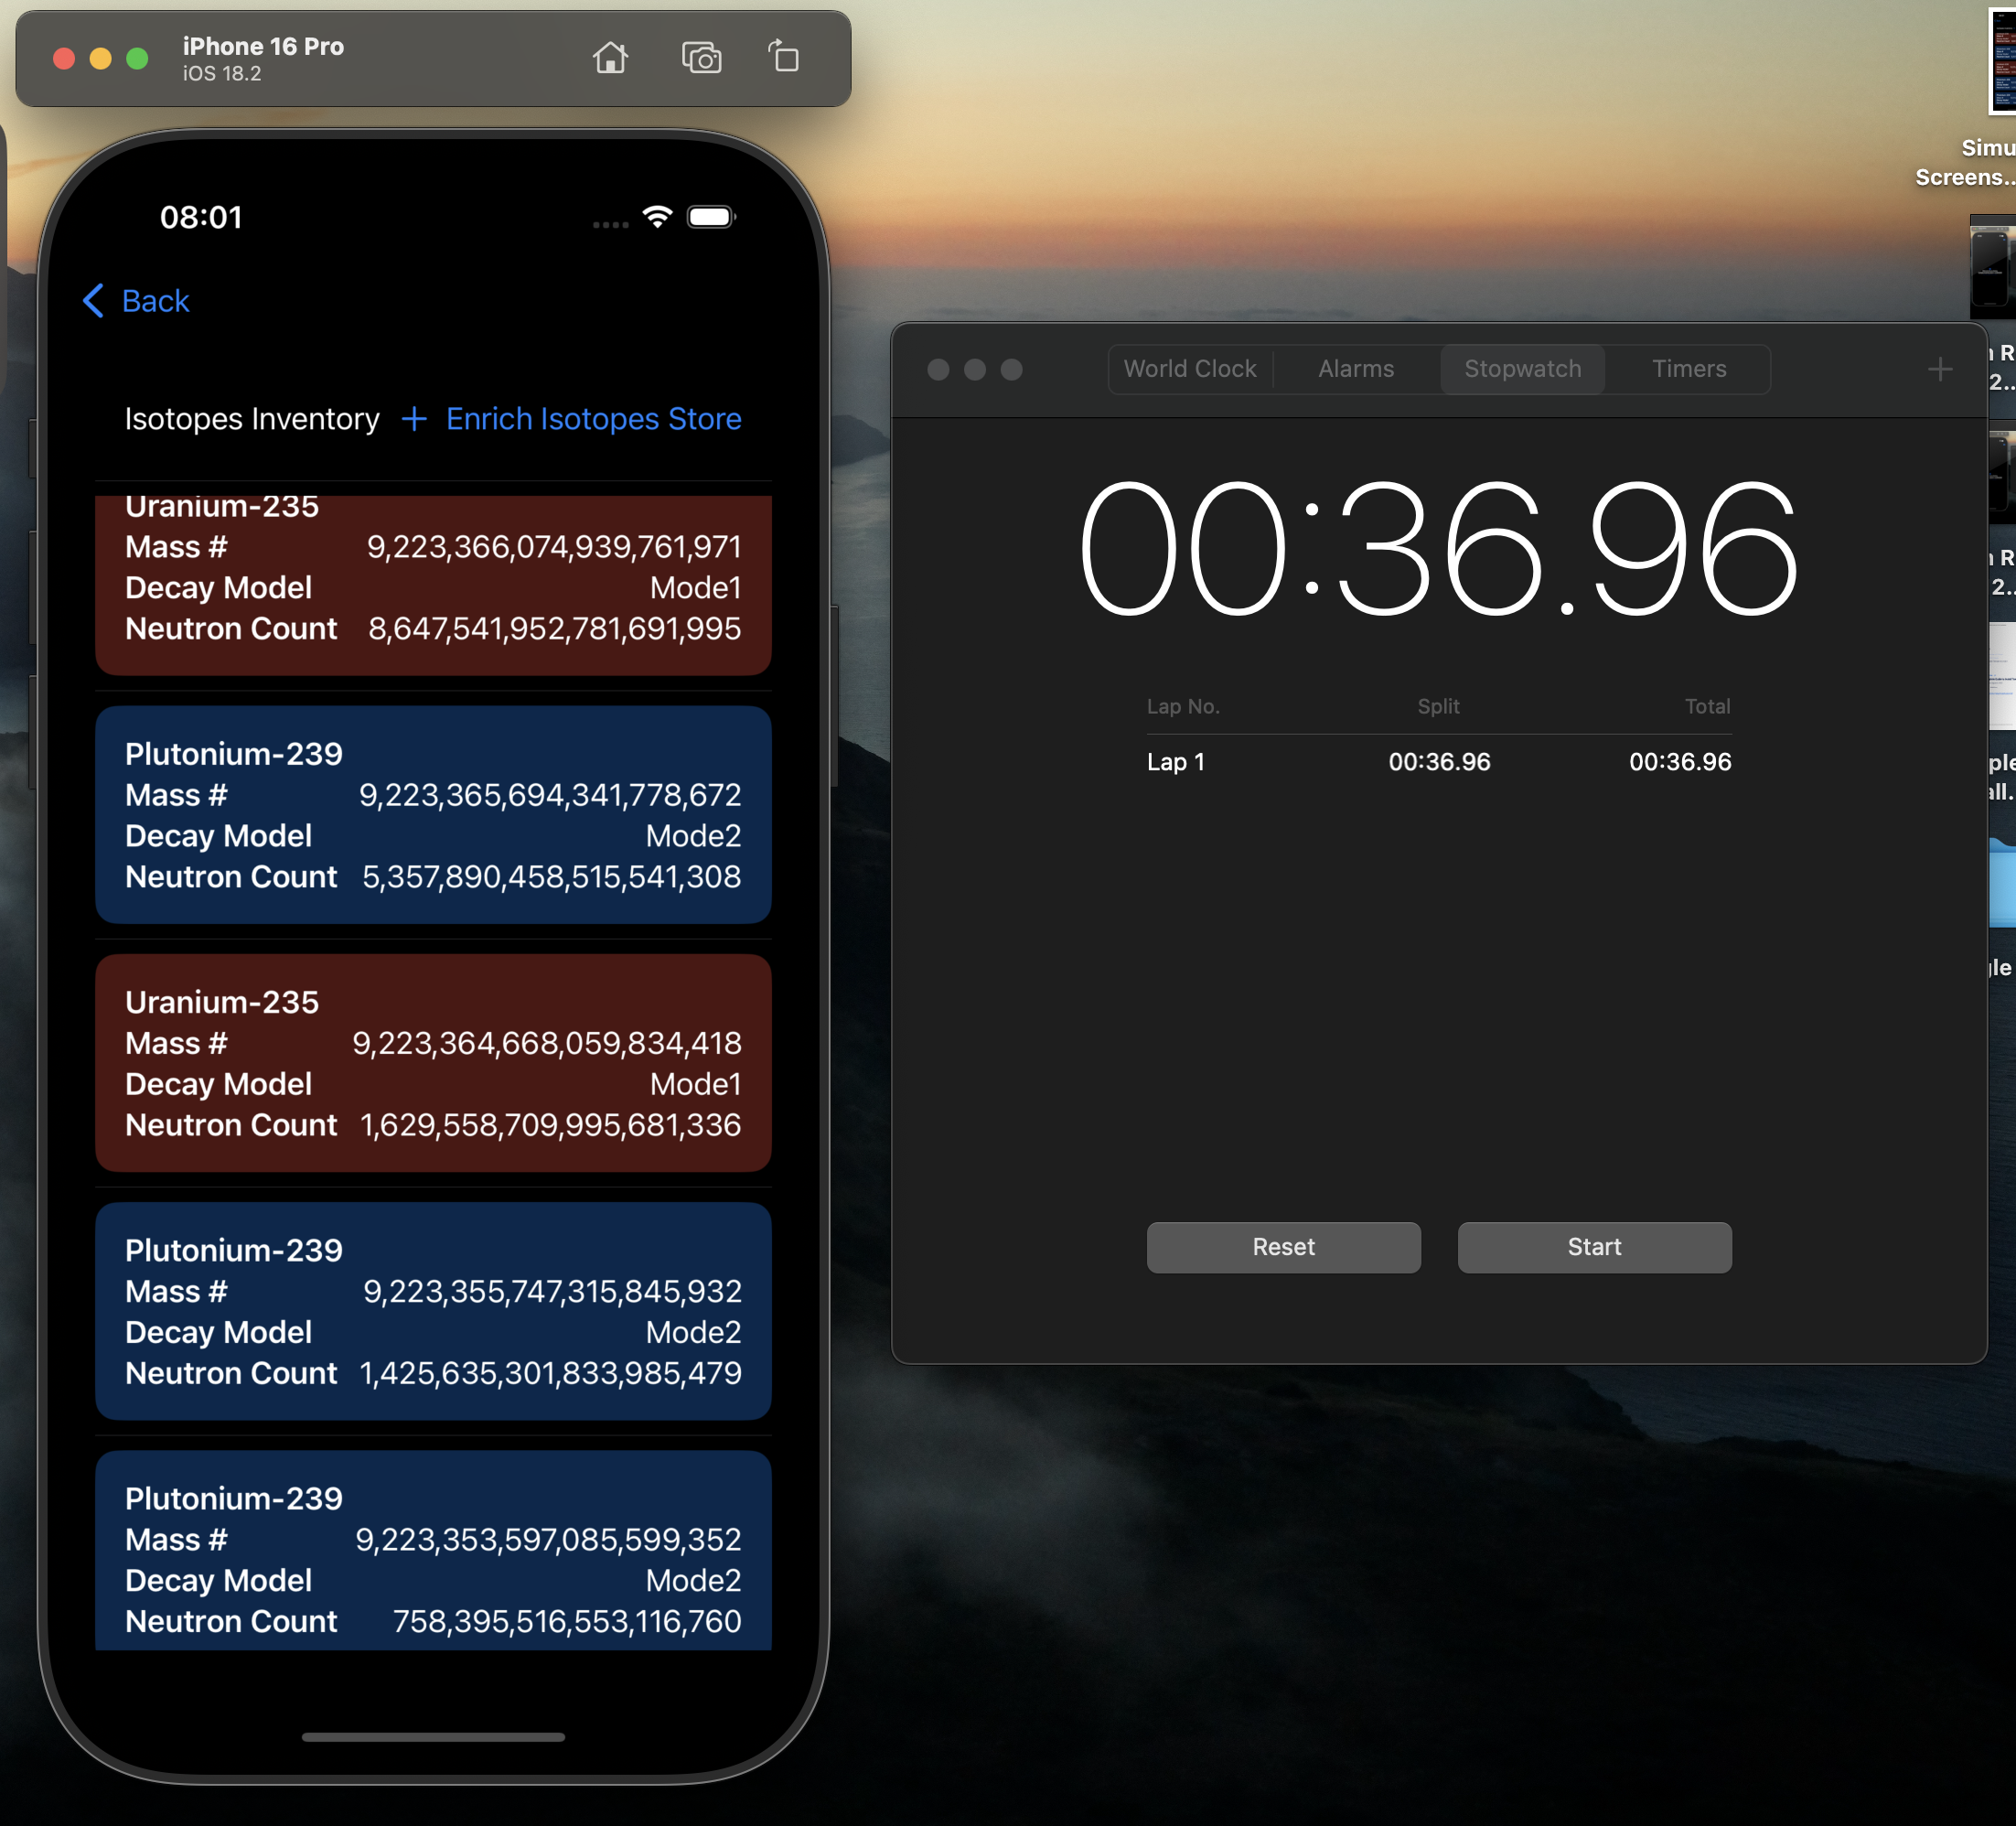 iPhone 16 Pro
iOS 18.2
08:01
Back
Isotopes Inventory + Enrich Isotopes Store
Uranium-235
Mass # 9,223,366,074,939,761,971
Decay Model Mode1
Neutron Count 8,647,541,952,781,691,995
Plutonium-239
Mass # 9,223,365,694,341,778,672
Decay Model Mode2
Neutron Count 5,357,890,458,515,541,308
Uranium-235
Mass # 9,223,364,668,059,834,418
Decay Model Mode1
Neutron Count 1,629,558,709,995,681,336
Plutonium-239
Mass # 9,223,355,747,315,845,932
Decay Model Mode2
Neutron Count 1,425,635,301,833,985,479
Plutonium-239
Mass # 9,223,353,597,085,599,352
Decay Model Mode2
Neutron Count 758,395,516,553,116,760
World Clock Alarms Stopwatch Timers +
00:36.96
Lap No. Split Total
Lap 1 00:36.96 00:36.96
Reset Start
Simu
Screens...
2...
2...